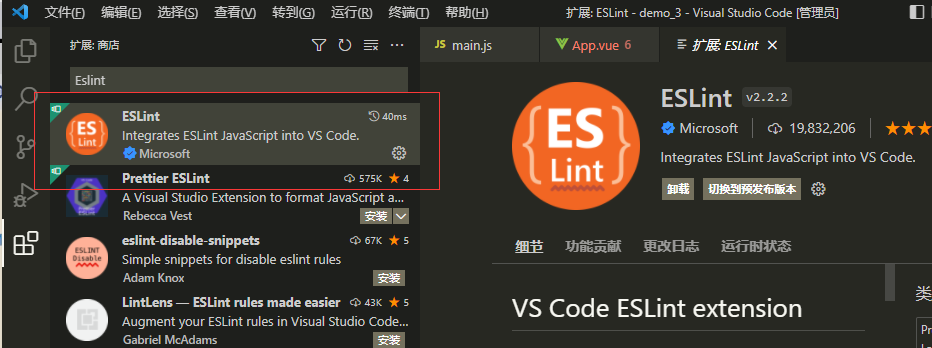 文件(F) 编辑(E) 选择(S) 查看(V) 转到(G) 运行(R) 终端(T) 帮助(H) 扩展: ESLint - demo_3 - Visual Studio Code [管理员]
扩展: 商店
JS main.js
App.vue 6
扩展: ESLint
Eslint
ESLint 40ms
Integrates ESLint JavaScript into VS Code.
Microsoft
Prettier ESLint 575K 4
A Visual Studio Extension to format JavaScript a...
Rebecca Vest 安装
eslint-disable-snippets 67K 5
Simple snippets for disable eslint rules
Adam Knox 安装
LintLens — ESLint rules made easier 43K 5
Augment your ESLint rules in Visual Studio Code...
Gabriel McAdams 安装
ES
Lint
ES
Lint
ESLINT
Disable
ESLint v2.2.2
Microsoft 19,832,206
Integrates ESLint JavaScript into VS Code.
卸载 切换到预发布版本
细节 功能贡献 更改日志 运行时状态
VS Code ESLint extension
类
Pr